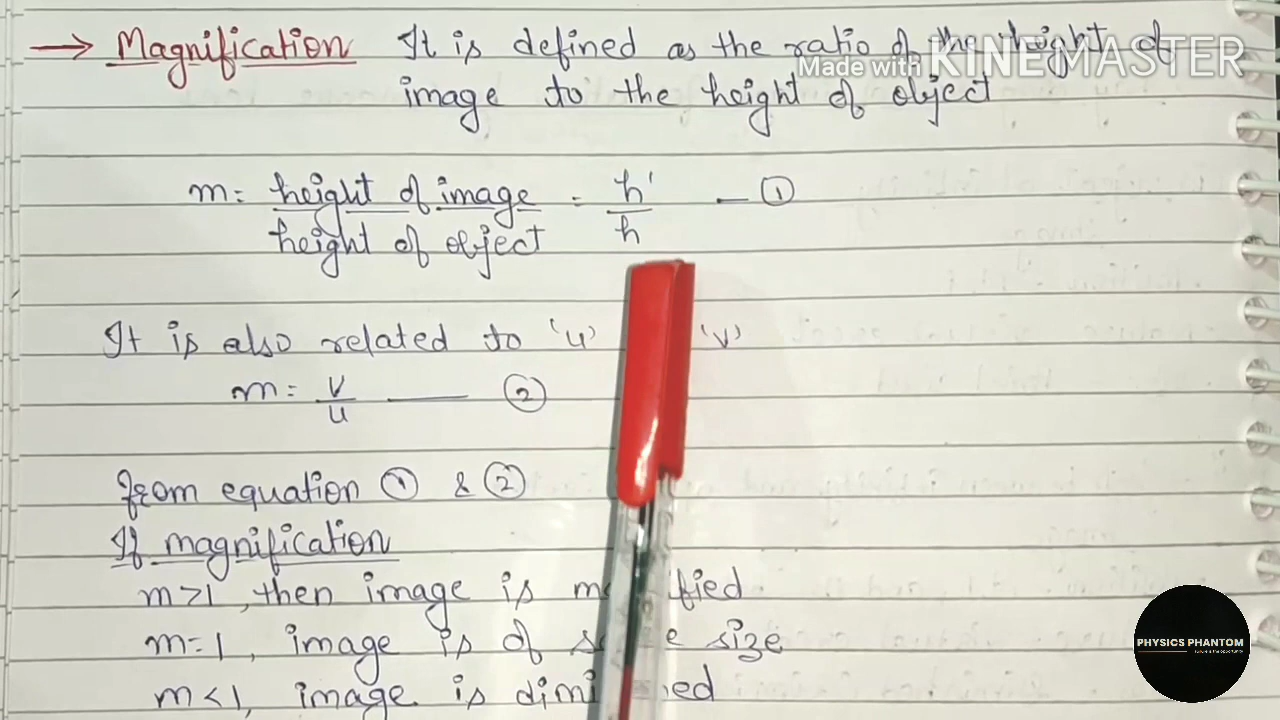 → Magnification It is defined as the ratio of the height of
Made with KINEMASTER
image to the height of object
m = height of image / height of object = h' / h — ①
It is also related to 'u' 'v'
m = v / u — ②
from equation ① & ②
If magnification
m > 1, then image is
m = 1, image is of size
m < 1, image is
PHYSICS PHANTOM